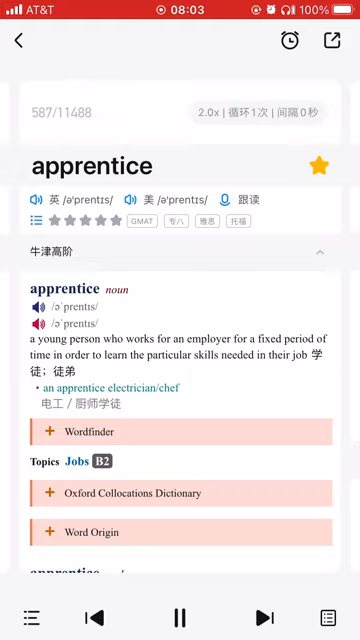 AT&T 08:03 100%
587/11488 2.0x | 循环1次 | 间隔0秒
apprentice
英 /əˈprentɪs/ 美 /əˈprentɪs/ 跟读
GMAT 专八 雅思 托福
牛津高阶
apprentice noun
/əˈprentɪs/
/əˈprentɪs/
a young person who works for an employer for a fixed period of
time in order to learn the particular skills needed in their job 学
徒；徒弟
• an apprentice electrician/chef
电工 / 厨师学徒
+ Wordfinder
Topics Jobs B2
+ Oxford Collocations Dictionary
+ Word Origin
apprentice